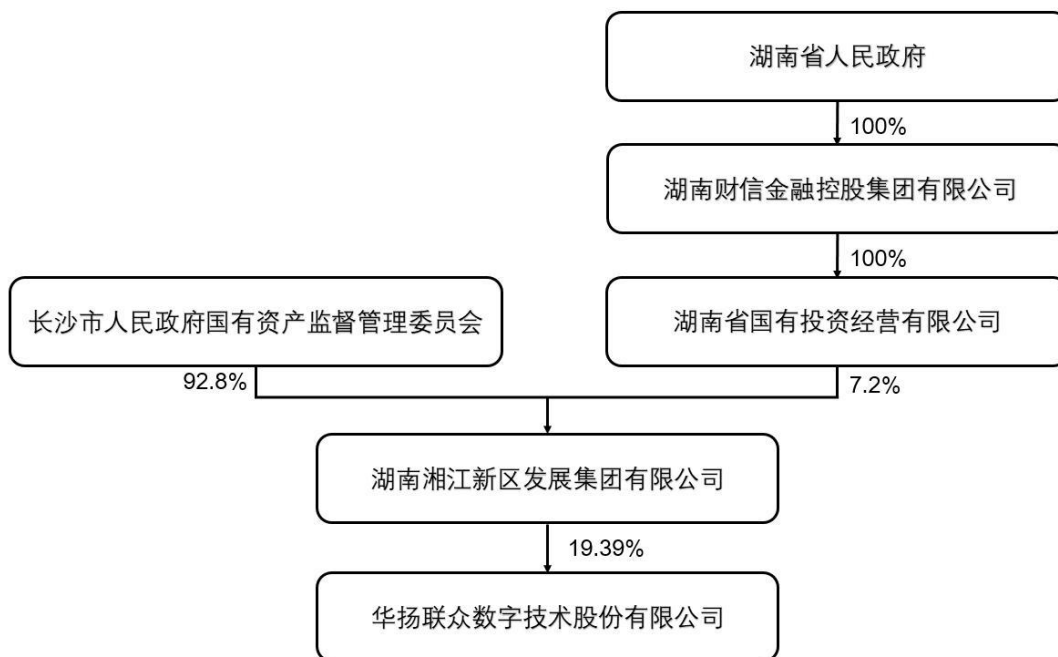 湖南省人民政府
100%
湖南财信金融控股集团有限公司
100%
长沙市人民政府国有资产监督管理委员会
湖南省国有投资经营有限公司
92.8%
7.2%
湖南湘江新区发展集团有限公司
19.39%
华扬联众数字技术股份有限公司